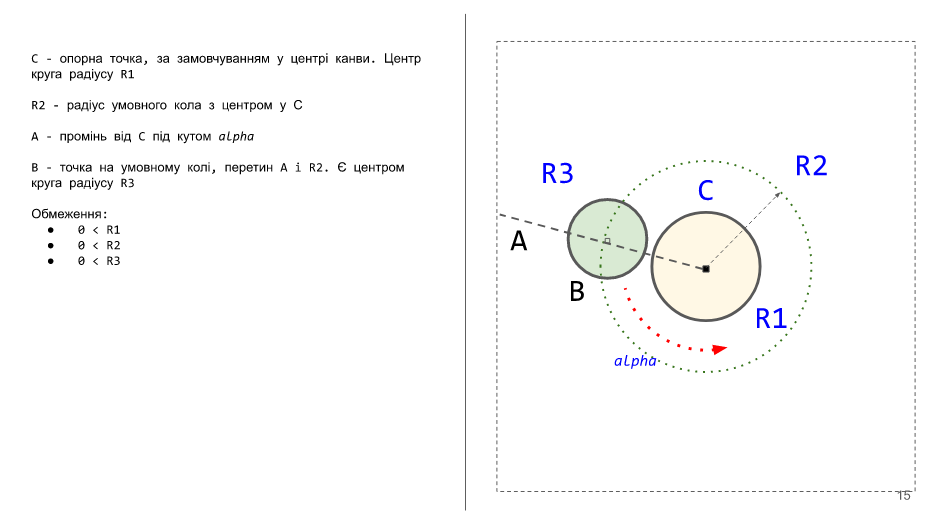 C - опорна точка, за замовчуванням у центрі канви. Центр
круга радіусу R1
R2 - радіус умовного кола з центром у C
A - промінь від C під кутом alpha
B - точка на умовному колі, перетин A і R2. Є центром
круга радіусу R3
Обмеження:
● 0 < R1
● 0 < R2
● 0 < R3
R3
R2
C
A
B
R1
alpha
15